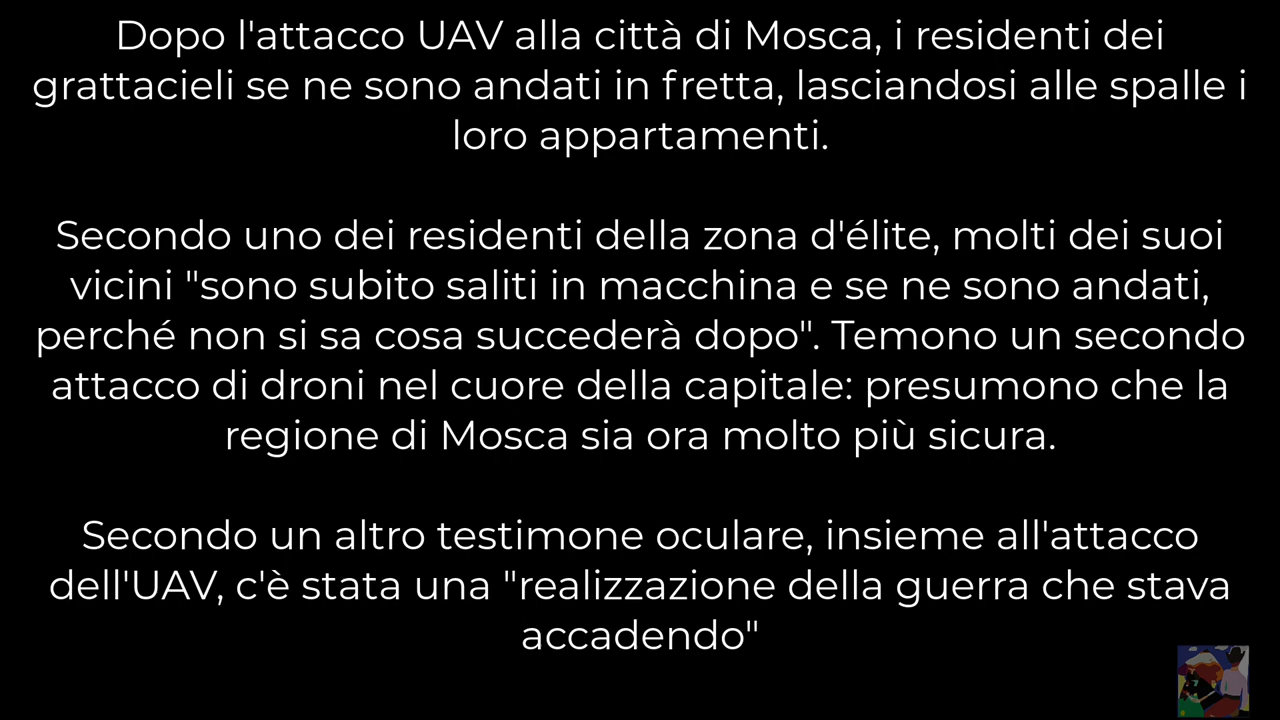 Dopo l'attacco UAV alla città di Mosca, i residenti dei
grattacieli se ne sono andati in fretta, lasciandosi alle spalle i
loro appartamenti.
Secondo uno dei residenti della zona d'élite, molti dei suoi
vicini "sono subito saliti in macchina e se ne sono andati,
perché non si sa cosa succederà dopo". Temono un secondo
attacco di droni nel cuore della capitale: presumono che la
regione di Mosca sia ora molto più sicura.
Secondo un altro testimone oculare, insieme all'attacco
dell'UAV, c'è stata una "realizzazione della guerra che stava
accadendo"